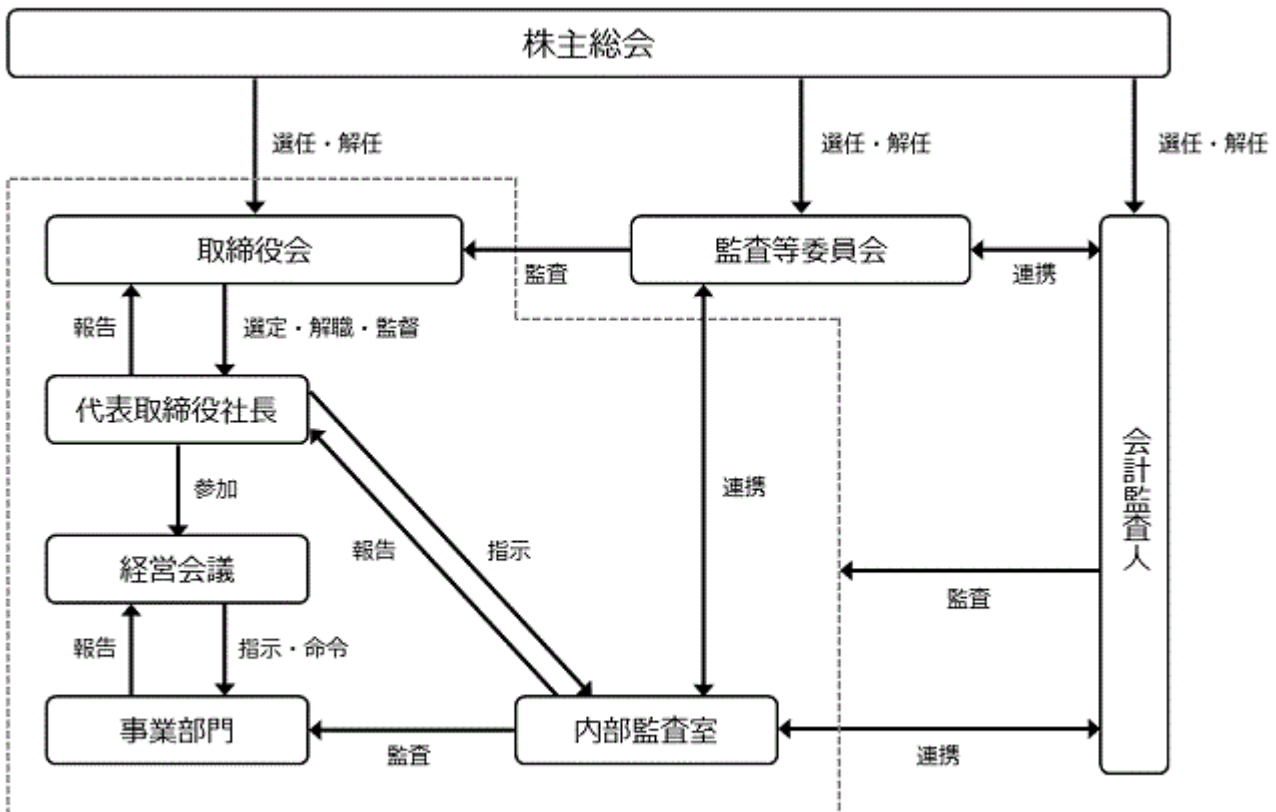 株主総会
選任・解任
選任・解任
選任・解任
取締役会
監査
監査等委員会
連携
報告
選定・解職・監督
代表取締役社長
参加
連携
会計監査人
報告
指示
経営会議
監査
報告
指示・命令
事業部門
監査
内部監査室
連携